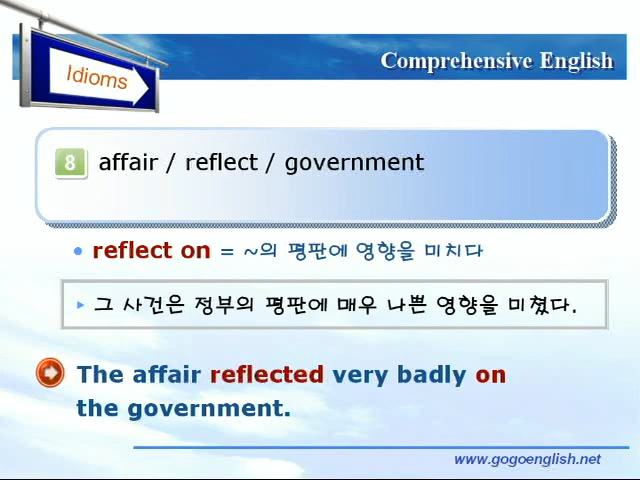 Idioms
Comprehensive English
8 affair / reflect / government
• reflect on = ~의 평판에 영향을 미치다
▸ 그 사건은 정부의 평판에 매우 나쁜 영향을 미쳤다.
The affair reflected very badly on
the government.
www.gogoenglish.net